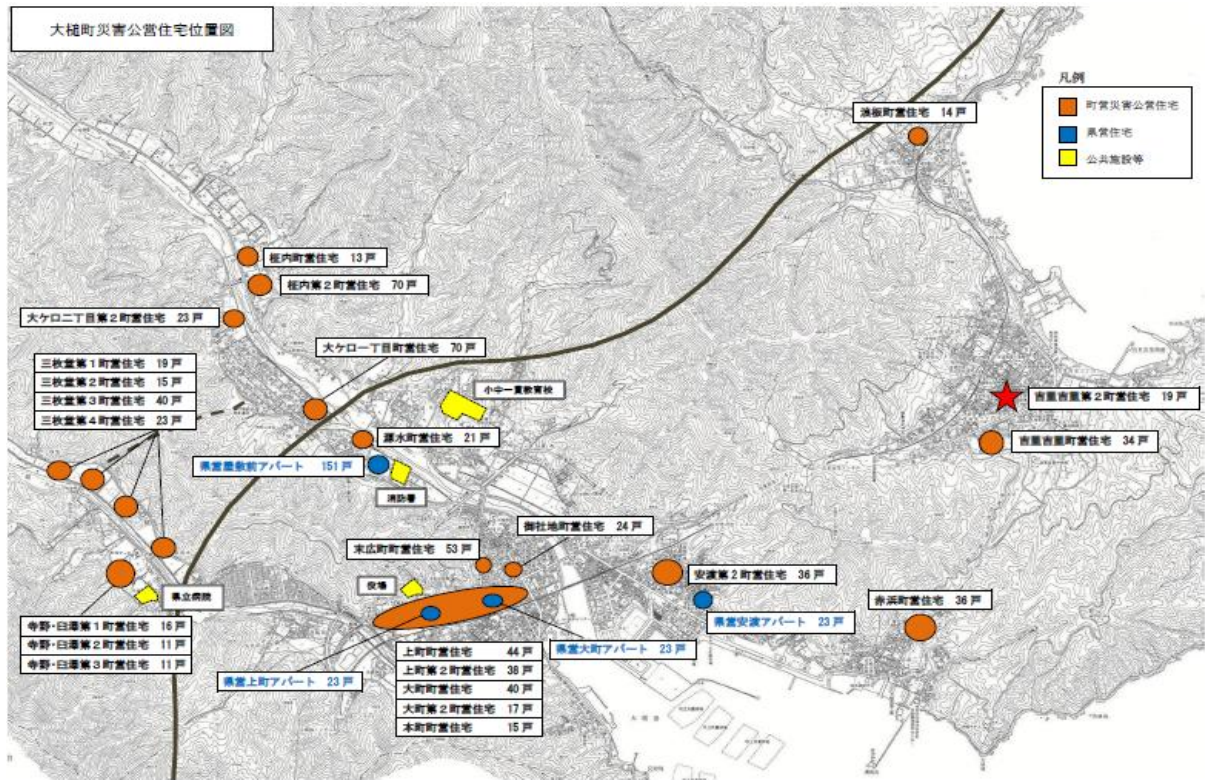 大槌町災害公営住宅位置図
凡例
町営災害公営住宅
県営住宅
公共施設等
浪板町営住宅 14戸
柾内町営住宅 13戸
柾内第2町営住宅 70戸
大ケ口二丁目第2町営住宅 23戸
大ケ口一丁目町営住宅 70戸
三枚堂第1町営住宅 19戸
三枚堂第2町営住宅 15戸
三枚堂第3町営住宅 40戸
三枚堂第4町営住宅 23戸
小中一貫教育校
吉里吉里第2町営住宅 19戸
源水町営住宅 21戸
吉里吉里町営住宅 34戸
県営屋敷前アパート 151戸
消防署
御社地町営住宅 24戸
末広町町営住宅 53戸
安渡第2町営住宅 36戸
役場
県立病院
赤浜町営住宅 36戸
県営安渡アパート 23戸
寺野・臼澤第1町営住宅 16戸
寺野・臼澤第2町営住宅 11戸
寺野・臼澤第3町営住宅 11戸
上町町営住宅 44戸
上町第2町営住宅 38戸
大町町営住宅 40戸
大町第2町営住宅 17戸
本町町営住宅 15戸
県営大町アパート 23戸
県営上町アパート 23戸